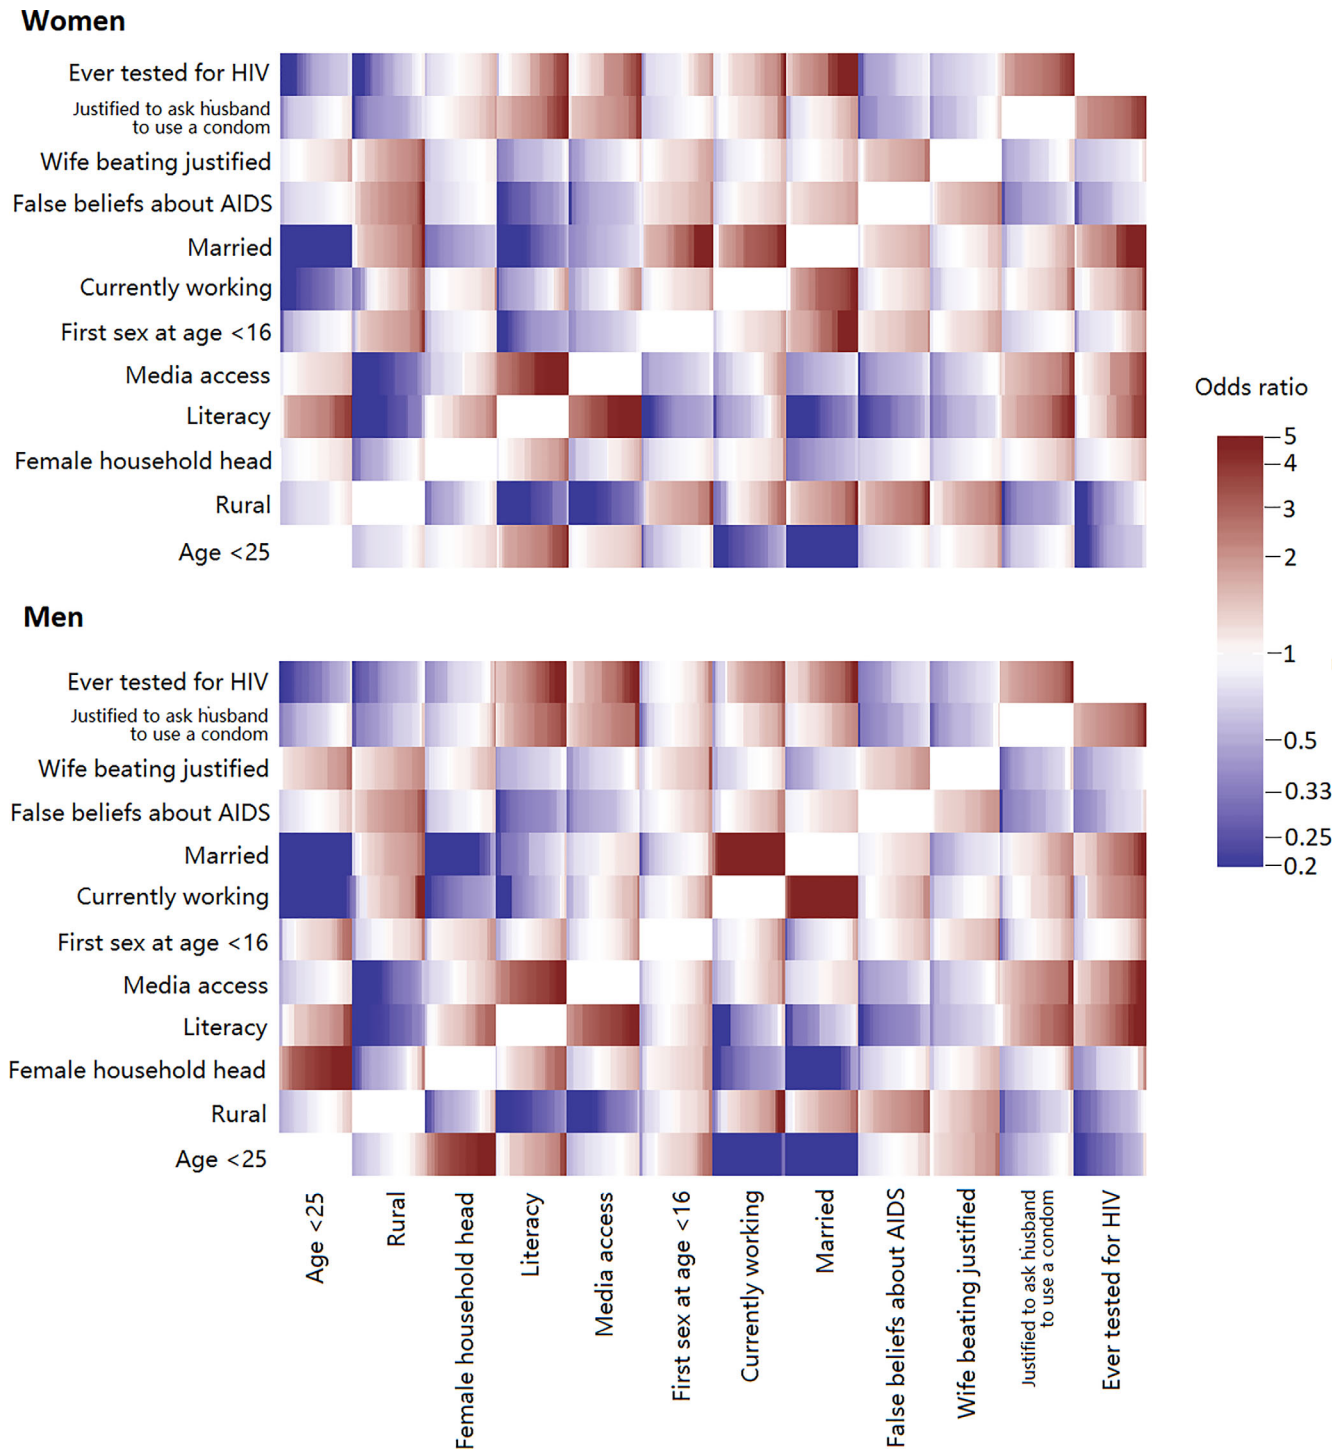 Women
Ever tested for HIV
Justified to ask husband
to use a condom
Wife beating justified
False beliefs about AIDS
Married
Currently working
First sex at age <16
Media access
Literacy
Female household head
Rural
Age <25
Odds ratio
5
4
3
2
1
0.5
0.33
0.25
0.2
Men
Ever tested for HIV
Justified to ask husband
to use a condom
Wife beating justified
False beliefs about AIDS
Married
Currently working
First sex at age <16
Media access
Literacy
Female household head
Rural
Age <25
Age <25
Rural
Female household head
Literacy
Media access
First sex at age <16
Currently working
Married
False beliefs about AIDS
Wife beating justified
Justified to ask husband
to use a condom
Ever tested for HIV